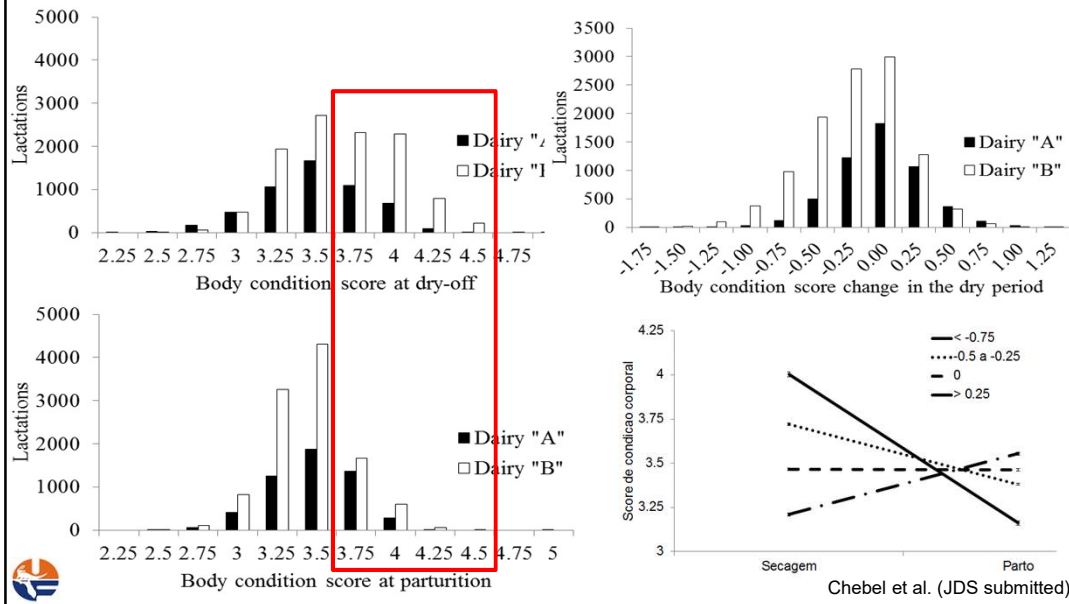 5000
4000
3000
2000
1000
0
Lactations
Dairy "A
Dairy "I
2.25 2.5 2.75 3 3.25 3.5 3.75 4 4.25 4.5 4.75 5
Body condition score at dry-off
3500
3000
2500
2000
1500
1000
500
0
Lactations
Dairy "A"
Dairy "B"
-1.75 -1.50 -1.25 -1.00 -0.75 -0.50 -0.25 0.00 0.25 0.50 0.75 1.00 1.25
Body condition score change in the dry period
5000
4000
3000
2000
1000
0
Lactations
Dairy "A"
Dairy "B"
2.25 2.5 2.75 3 3.25 3.5 3.75 4 4.25 4.5 4.75 5
Body condition score at parturition
4.25
4
3.75
3.5
3.25
3
Score de condicao corporal
< -0.75
-0.5 a -0.25
0
> 0.25
Secagem Parto
Chebel et al. (JDS submitted)